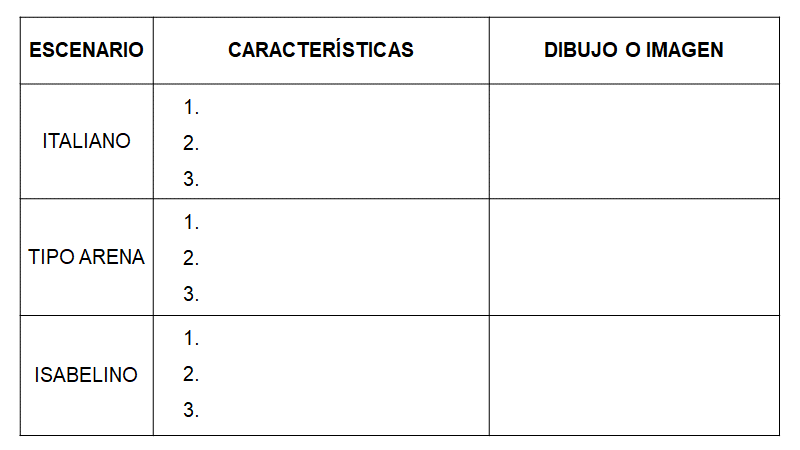 ESCENARIO CARACTERÍSTICAS DIBUJO O IMAGEN
ITALIANO
1.
2.
3.
TIPO ARENA
1.
2.
3.
ISABELINO
1.
2.
3.